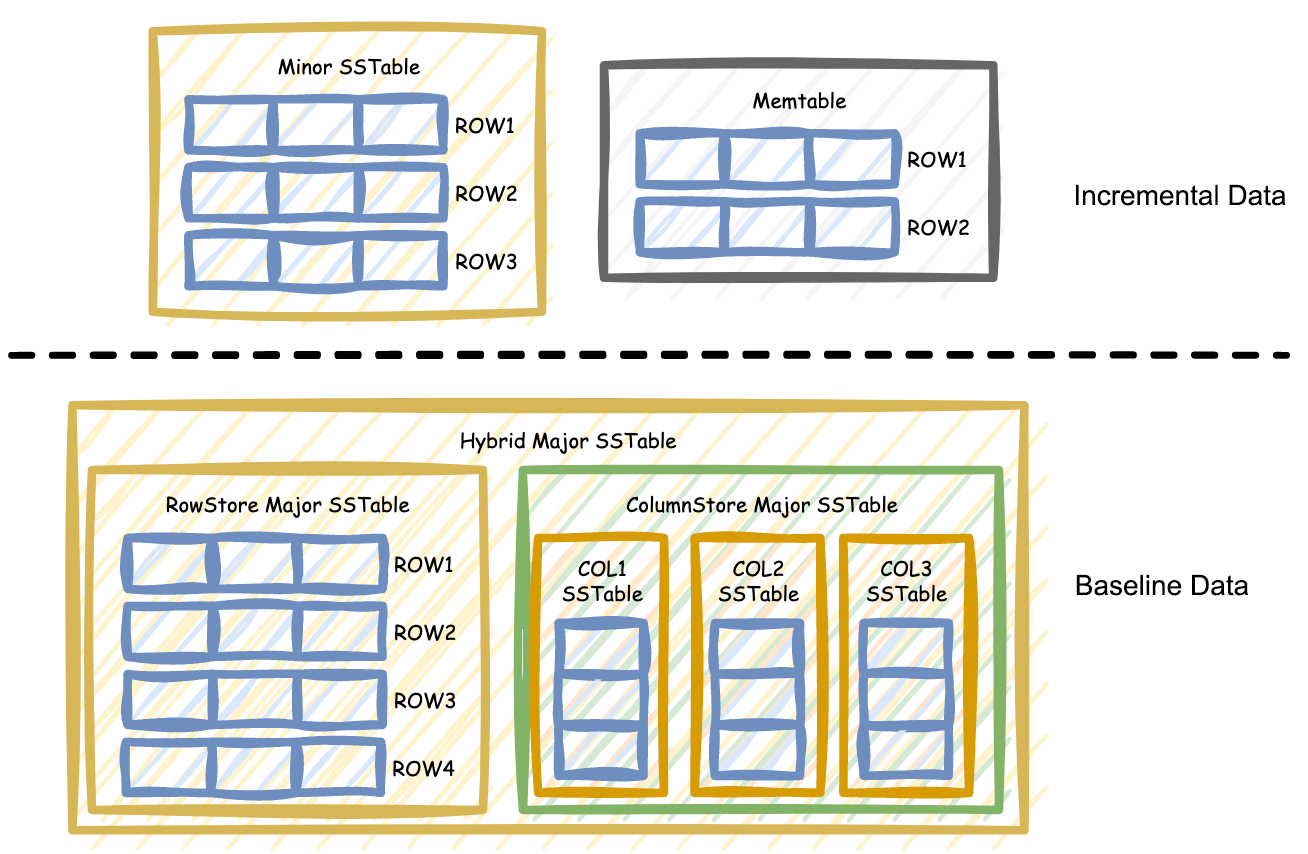 Minor SSTable
ROW1
ROW2
ROW3
Memtable
ROW1
ROW2
Incremental Data
Hybrid Major SSTable
RowStore Major SSTable
ROW1
ROW2
ROW3
ROW4
ColumnStore Major SSTable
COL1
SSTable
COL2
SSTable
COL3
SSTable
Baseline Data